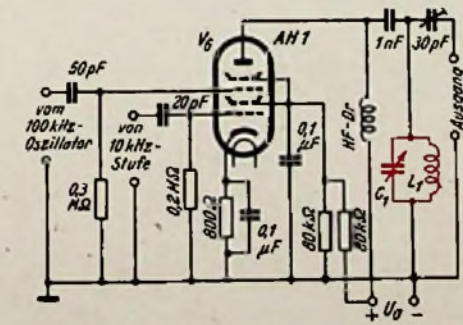 V6
AH1
50pF
vom
100kHz-
Oszillator
20pF
von
10kHz-
Stufe
0,3
MΩ
0,2MΩ
800Ω
0,1
µF
0,1
µF
80kΩ
80kΩ
HF-Dr
1nF
30pF
Ausgang
C1
L1
+ Ua -